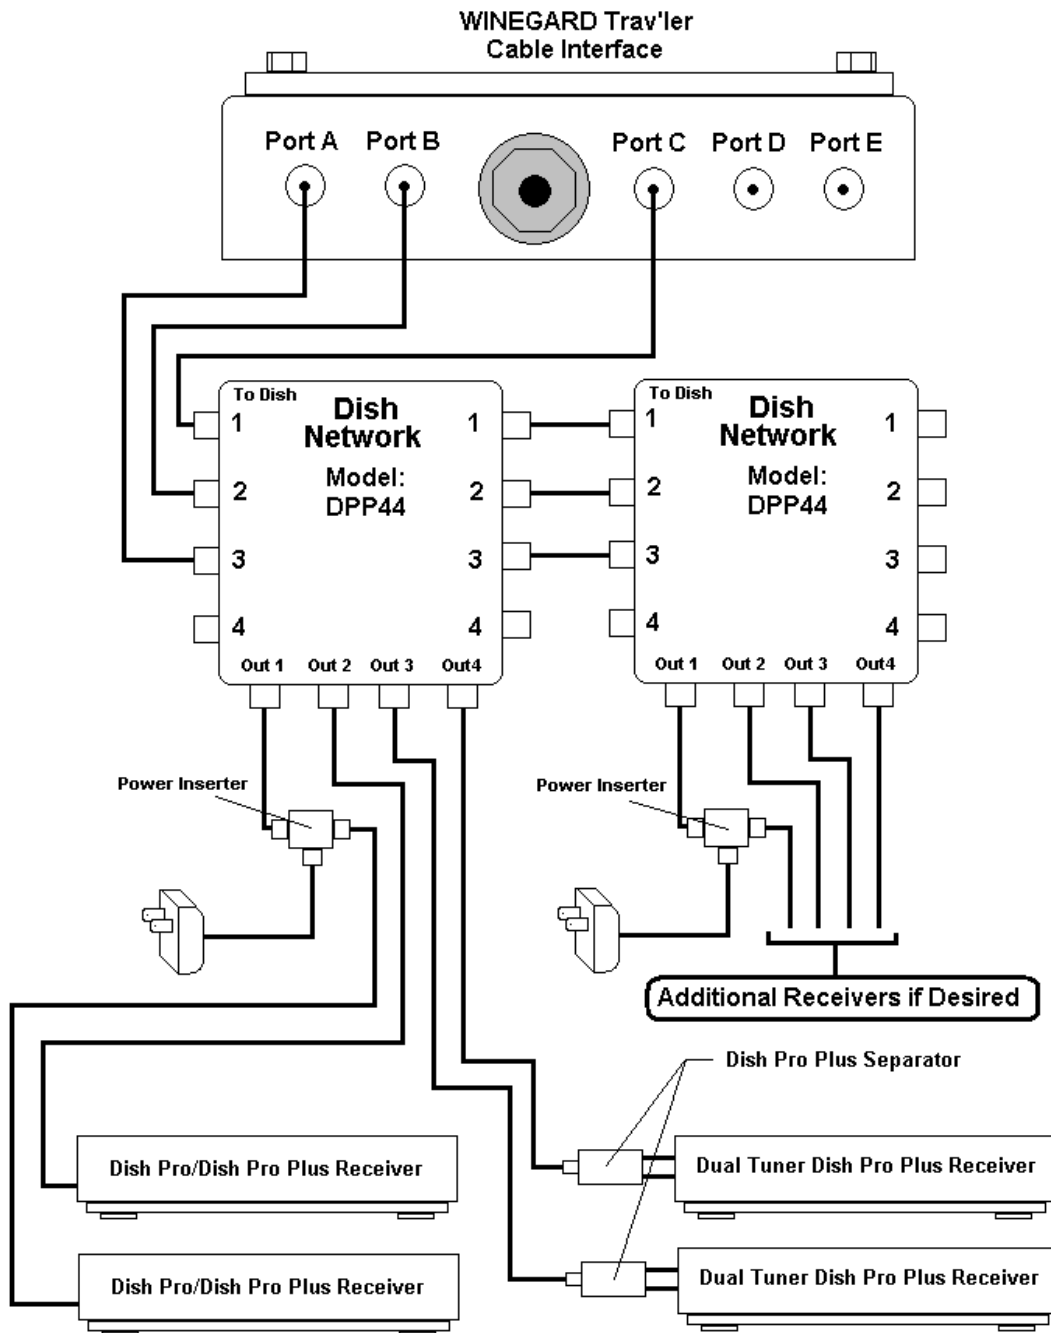 WINEGARD Trav'ler
Cable Interface
Port A
Port B
Port C
Port D
Port E
To Dish
Dish
Network
Model:
DPP44
1
2
3
4
1
2
3
4
Out 1
Out 2
Out 3
Out4
To Dish
Dish
Network
Model:
DPP44
1
2
3
4
1
2
3
4
Out 1
Out 2
Out 3
Out4
Power Inserter
Power Inserter
Additional Receivers if Desired
Dish Pro Plus Separator
Dish Pro/Dish Pro Plus Receiver
Dual Tuner Dish Pro Plus Receiver
Dish Pro/Dish Pro Plus Receiver
Dual Tuner Dish Pro Plus Receiver